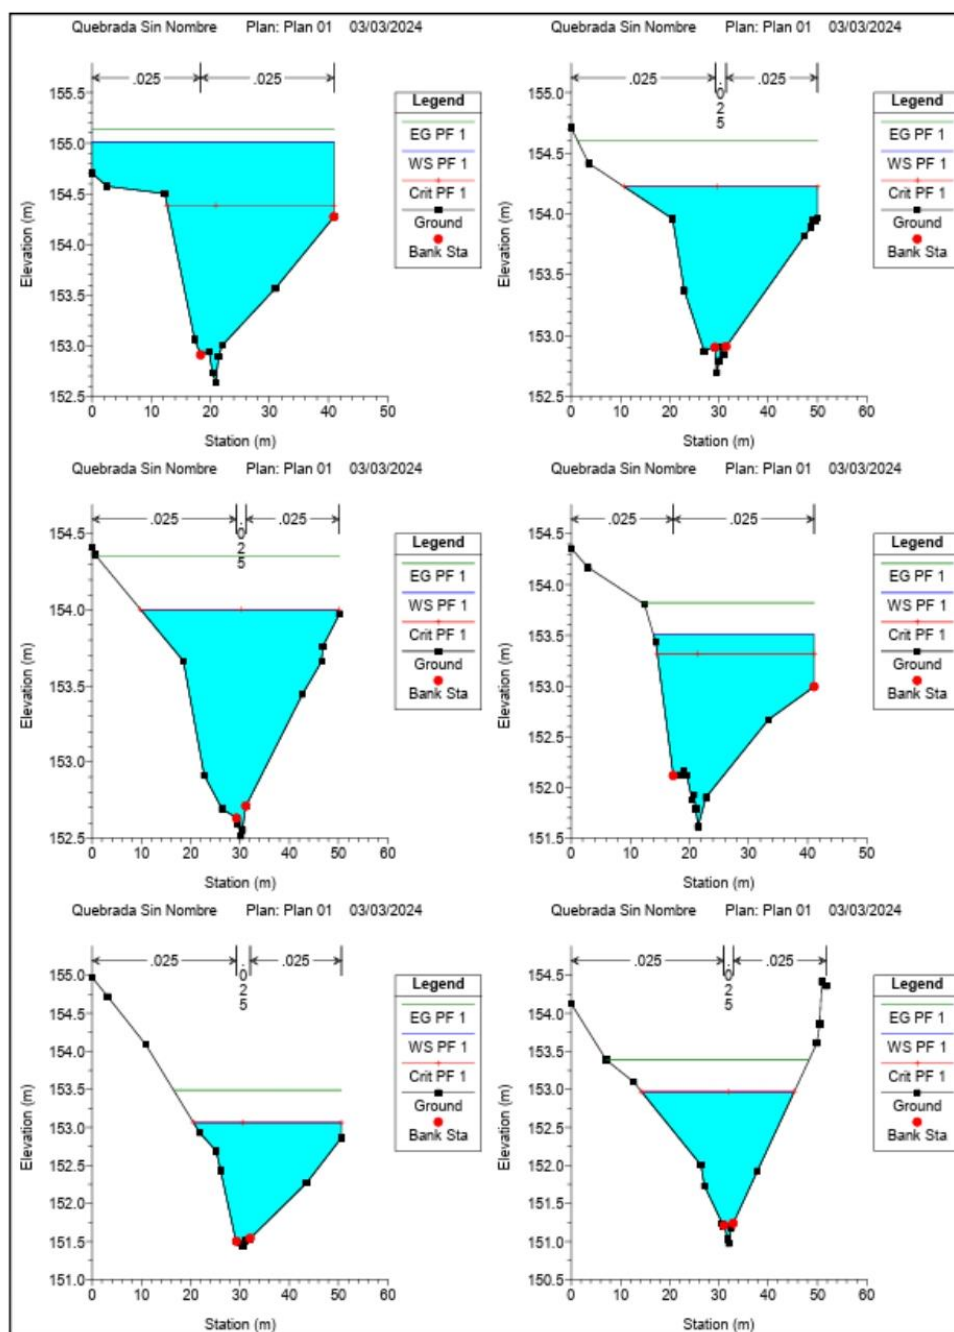 Quebrada Sin Nombre Plan: Plan 01 03/03/2024
.025 .025
Legend
EG PF 1
WS PF 1
Crit PF 1
Ground
Bank Sta
Elevation (m)
155.5
155.0
154.5
154.0
153.5
153.0
152.5
0 10 20 30 40 50
Station (m)
Quebrada Sin Nombre Plan: Plan 01 03/03/2024
.025 .025 .025
Legend
EG PF 1
WS PF 1
Crit PF 1
Ground
Bank Sta
Elevation (m)
155.0
154.5
154.0
153.5
153.0
152.5
0 10 20 30 40 50 60
Station (m)
Quebrada Sin Nombre Plan: Plan 01 03/03/2024
.025 .025 .025
Legend
EG PF 1
WS PF 1
Crit PF 1
Ground
Bank Sta
Elevation (m)
154.5
154.0
153.5
153.0
152.5
0 10 20 30 40 50 60
Station (m)
Quebrada Sin Nombre Plan: Plan 01 03/03/2024
.025 .025
Legend
EG PF 1
WS PF 1
Crit PF 1
Ground
Bank Sta
Elevation (m)
154.5
154.0
153.5
153.0
152.5
152.0
151.5
0 10 20 30 40 50
Station (m)
Quebrada Sin Nombre Plan: Plan 01 03/03/2024
.025 .025 .025
Legend
EG PF 1
WS PF 1
Crit PF 1
Ground
Bank Sta
Elevation (m)
155.0
154.5
154.0
153.5
153.0
152.5
152.0
151.5
151.0
0 10 20 30 40 50 60
Station (m)
Quebrada Sin Nombre Plan: Plan 01 03/03/2024
.025 .025 .025
Legend
EG PF 1
WS PF 1
Crit PF 1
Ground
Bank Sta
Elevation (m)
154.5
154.0
153.5
153.0
152.5
152.0
151.5
151.0
150.5
0 10 20 30 40 50 60
Station (m)